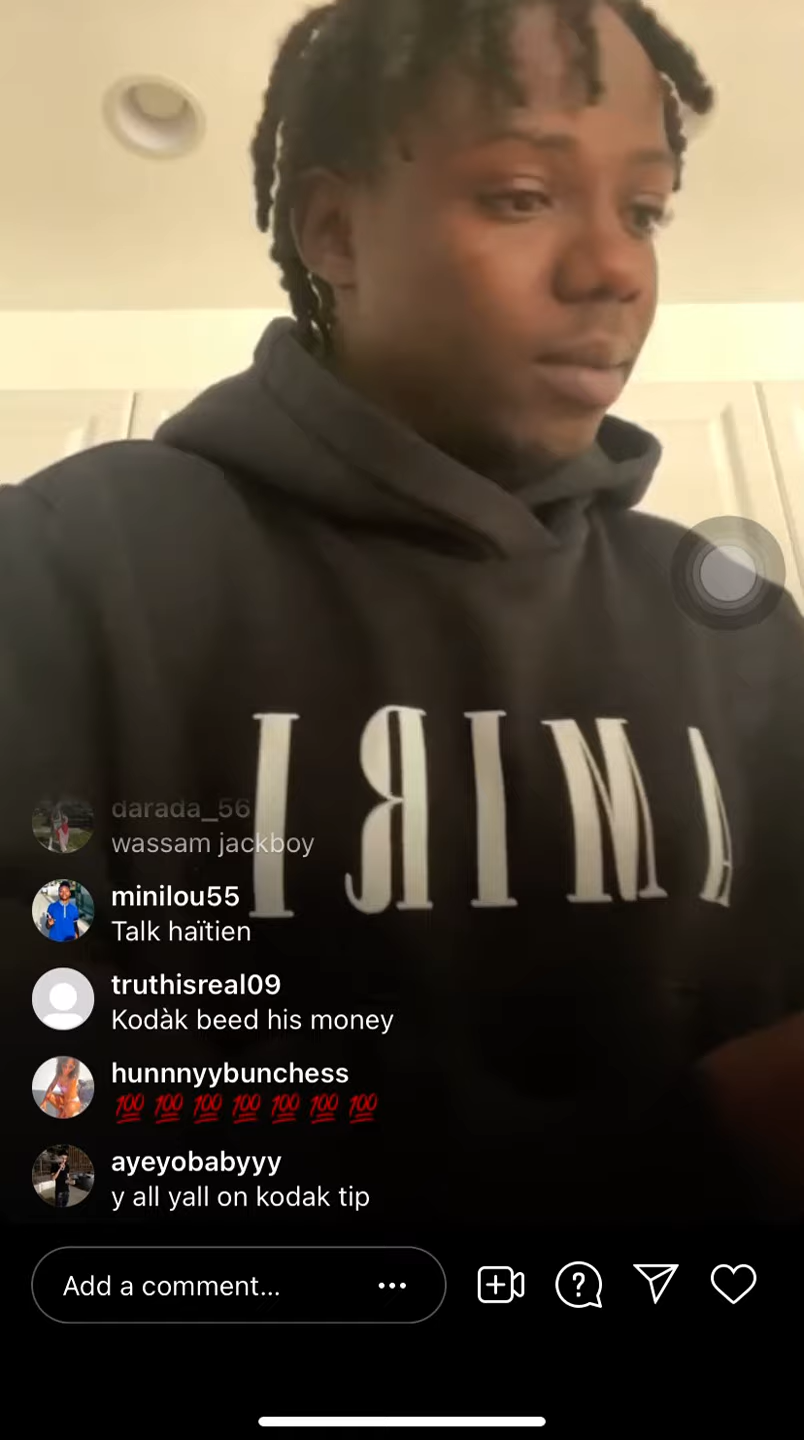 IЯIMA
darada_56
wassam jackboy
minilou55
Talk haïtien
truthisreal09
Kodàk beed his money
hunnnyybunchess
💯 💯 💯 💯 💯 💯 💯
ayeyobabyyy
y all yall on kodak tip
Add a comment...